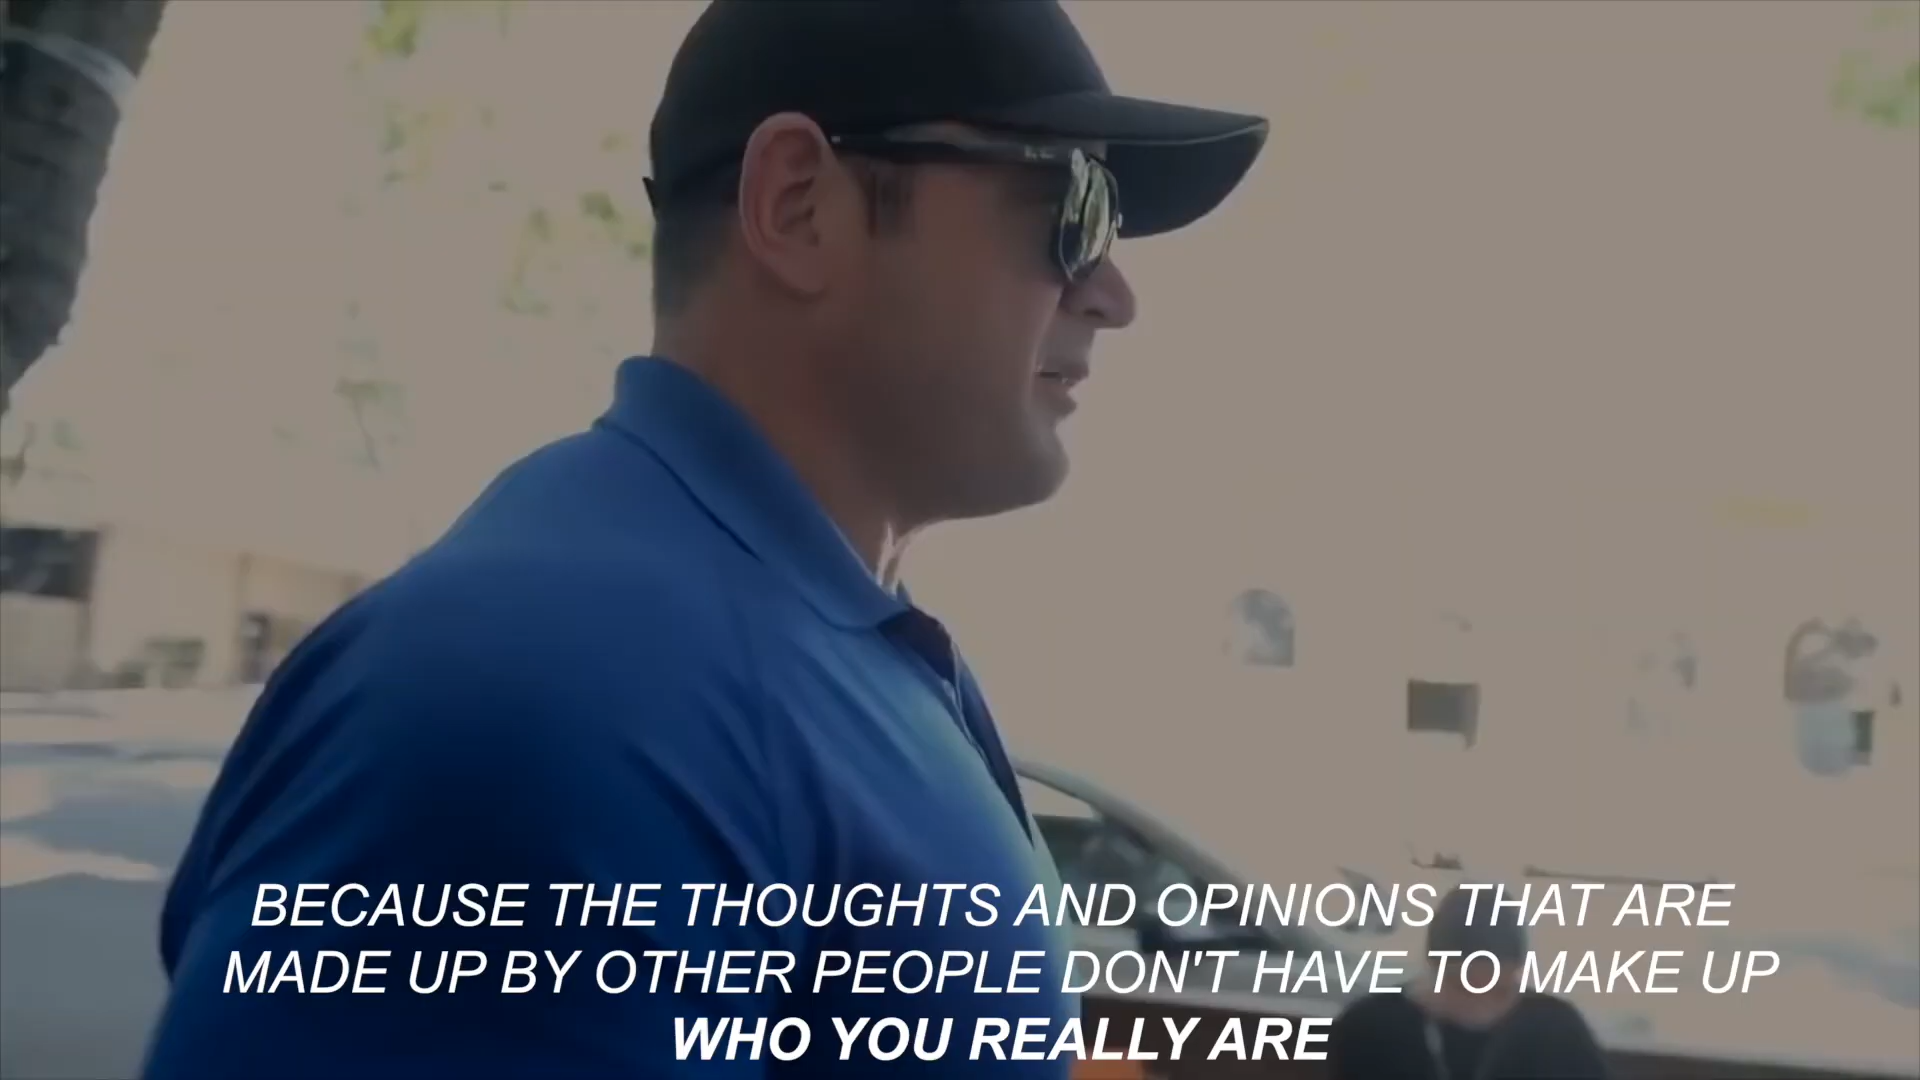 BECAUSE THE THOUGHTS AND OPINIONS THAT ARE
MADE UP BY OTHER PEOPLE DON'T HAVE TO MAKE UP
WHO YOU REALLY ARE